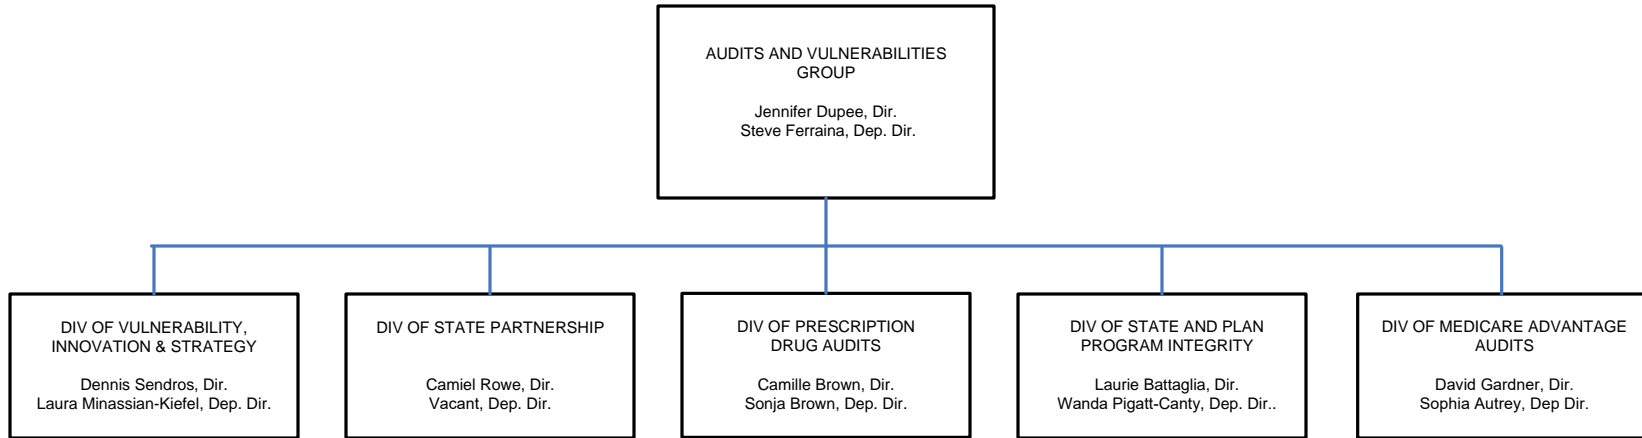 AUDITS AND VULNERABILITIES
GROUP
Jennifer Dupee, Dir.
Steve Ferraina, Dep. Dir.
DIV OF VULNERABILITY,
INNOVATION & STRATEGY
Dennis Sendros, Dir.
Laura Minassian-Kiefel, Dep. Dir.
DIV OF STATE PARTNERSHIP
Camiel Rowe, Dir.
Vacant, Dep. Dir.
DIV OF PRESCRIPTION
DRUG AUDITS
Camille Brown, Dir.
Sonja Brown, Dep. Dir.
DIV OF STATE AND PLAN
PROGRAM INTEGRITY
Laurie Battaglia, Dir.
Wanda Pigatt-Canty, Dep. Dir..
DIV OF MEDICARE ADVANTAGE
AUDITS
David Gardner, Dir.
Sophia Autrey, Dep Dir.